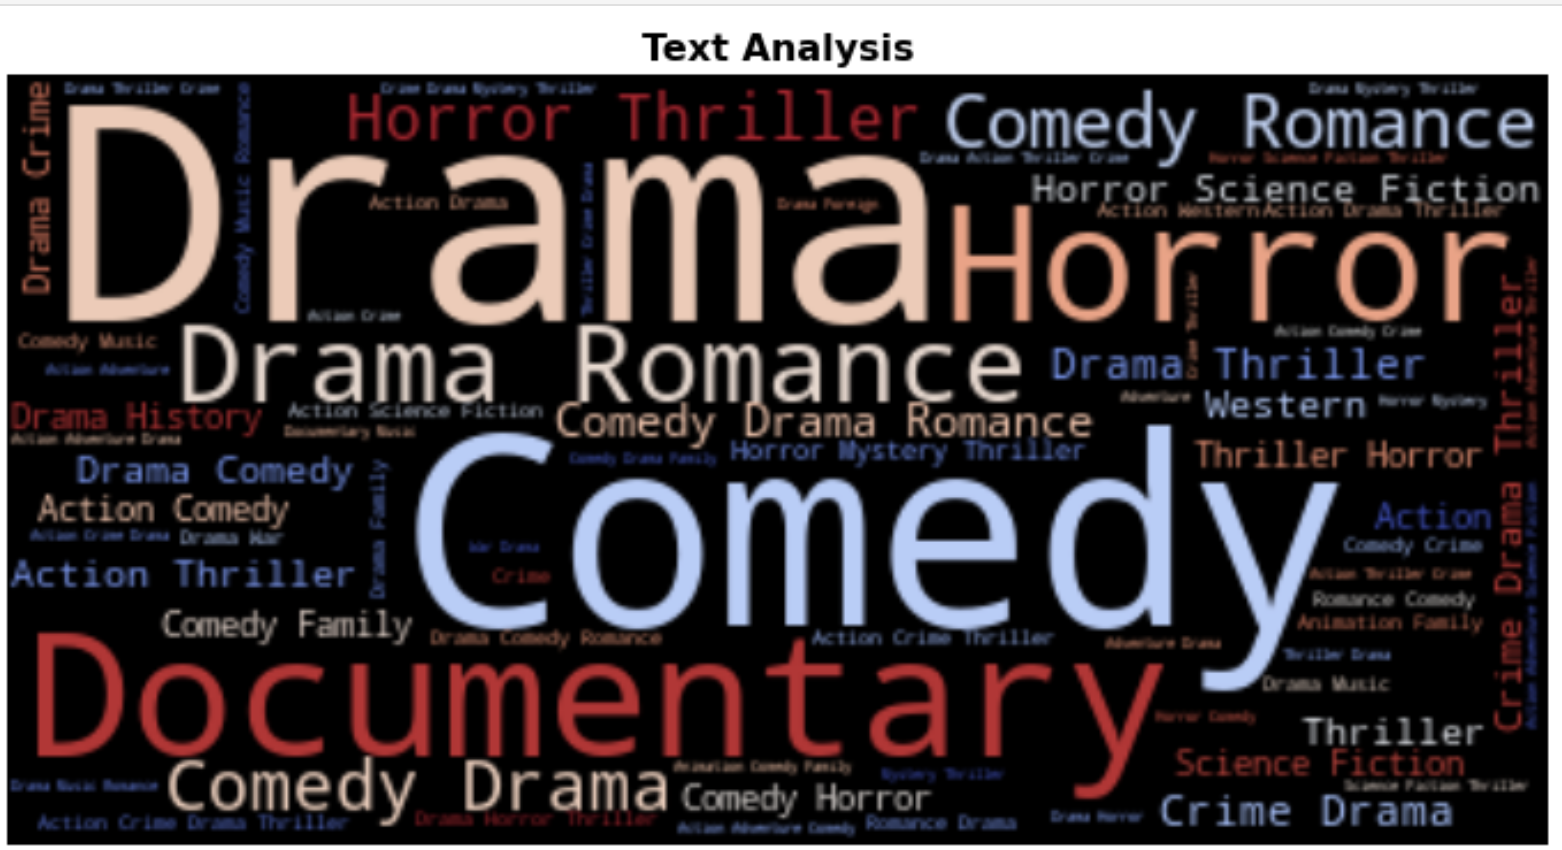 Text Analysis
Drama Thriller Crime
Crime Drama Mystery Thriller
Drama Mystery Thriller
Drama Crime
Comedy Music Romance
Horror Thriller
Comedy Romance
Drama
Drama Action Thriller Crime
Horror Science Fiction Thriller
Thriller Crime Drama
Horror Science Fiction
Action Drama
Drama Foreign
Action Western
Action Drama Thriller
Horror
Action Crime
Crime Thriller
Action Adventure Thriller
Thriller
Comedy Music
Action Comedy Crime
Drama Romance
Drama Thriller
Action Adventure
Adventure
Western
Horror Mystery
Drama History
Action Science Fiction
Comedy Drama Romance
Action Adventure Drama
Documentary Music
Comedy Drama Family
Horror Mystery Thriller
Thriller Horror
Drama Comedy
Drama Family
Comedy
Action Comedy
Action
Action Crime Drama
Drama War
War Drama
Comedy Crime
Crime
Action Thriller
Action Thriller Crime
Crime Drama
Action Adventure Science Fiction
Romance Comedy
Comedy Family
Animation Family
Drama Comedy Romance
Action Crime Thriller
Adventure Drama
Thriller Drama
Documentary
Drama Music
Horror Comedy
Thriller
Comedy Drama
Animation Comedy Family
Mystery Thriller
Science Fiction
Drama Music Romance
Science Fiction Thriller
Comedy Horror
Crime Drama
Action Crime Drama Thriller
Drama Horror Thriller
Action Adventure Comedy
Romance Drama
Drama Horror